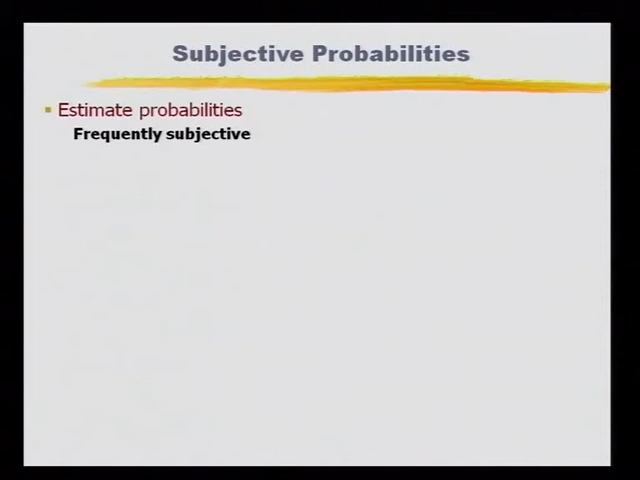 Subjective Probabilities
Estimate probabilities
Frequently subjective